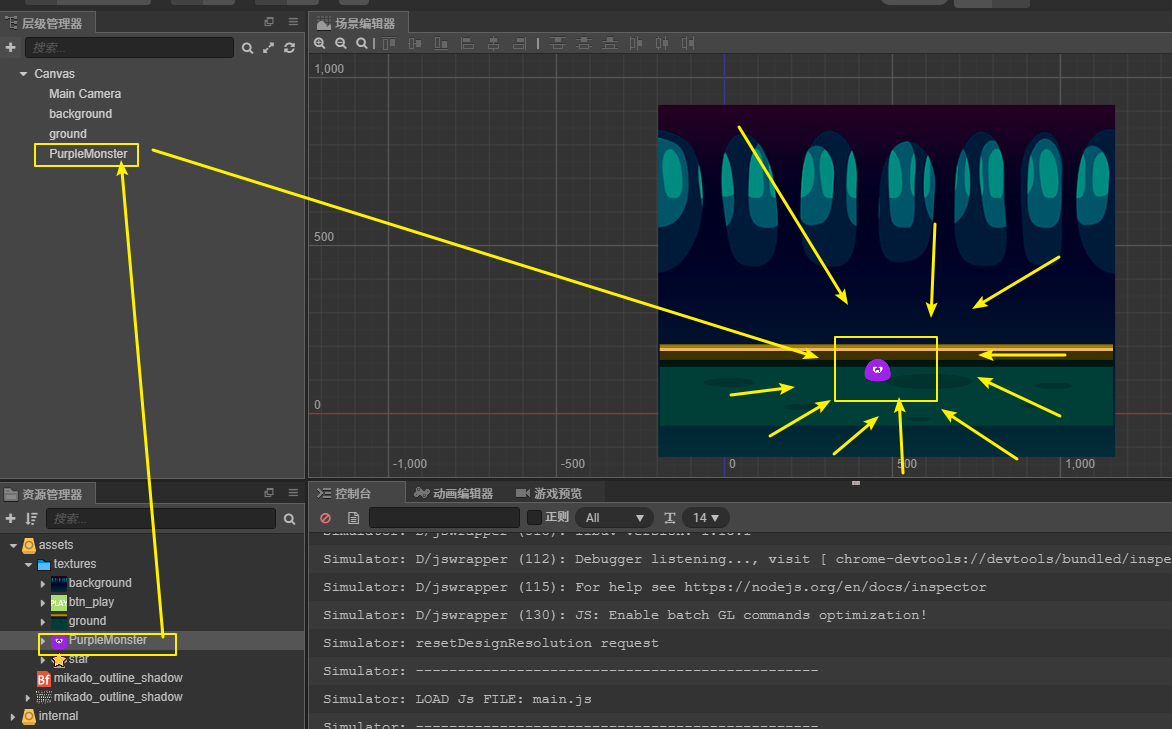 层级管理器
搜索...
Canvas
Main Camera
background
ground
PurpleMonster
场景编辑器
1,000
500
0
-1,000
-500
0
500
1,000
资源管理器
搜索...
assets
textures
background
PLAY btn_play
ground
PurpleMonster
star
Bf mikado_outline_shadow
mikado_outline_shadow
internal
控制台 动画编辑器 游戏预览
正则 All 14
Simulator: D/jswrapper
Simulator: D/jswrapper (112): Debugger listening..., visit [ chrome-devtools://devtools/bundled/inspe
Simulator: D/jswrapper (115): For help see https://nodejs.org/en/docs/inspector
Simulator: D/jswrapper (130): JS: Enable batch GL commands optimization!
Simulator: resetDesignResolution request
Simulator: ----------------------------------------------
Simulator: LOAD Js FILE: main.js
Simulator: ----------------------------------------------